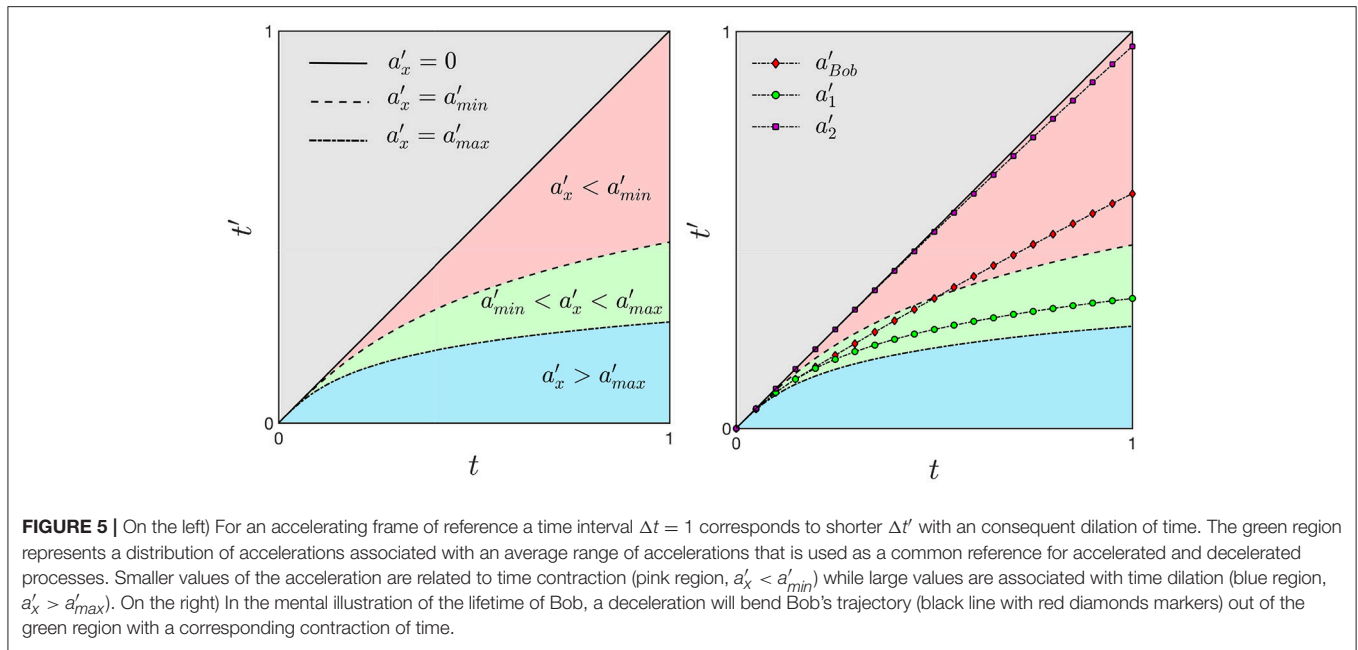 1
a′ₓ = 0
a′ₓ = a′min
a′ₓ = a′max
a′ₓ < a′min
a′min < a′ₓ < a′max
a′ₓ > a′max
t′
0
0
1
t
1
a′Bob
a′1
a′2
t′
0
0
1
t
FIGURE 5 | On the left) For an accelerating frame of reference a time interval Δt = 1 corresponds to shorter Δt′ with an consequent dilation of time. The green region
represents a distribution of accelerations associated with an average range of accelerations that is used as a common reference for accelerated and decelerated
processes. Smaller values of the acceleration are related to time contraction (pink region, a′ₓ < a′min) while large values are associated with time dilation (blue region,
a′ₓ > a′max). On the right) In the mental illustration of the lifetime of Bob, a deceleration will bend Bob's trajectory (black line with red diamonds markers) out of the
green region with a corresponding contraction of time.